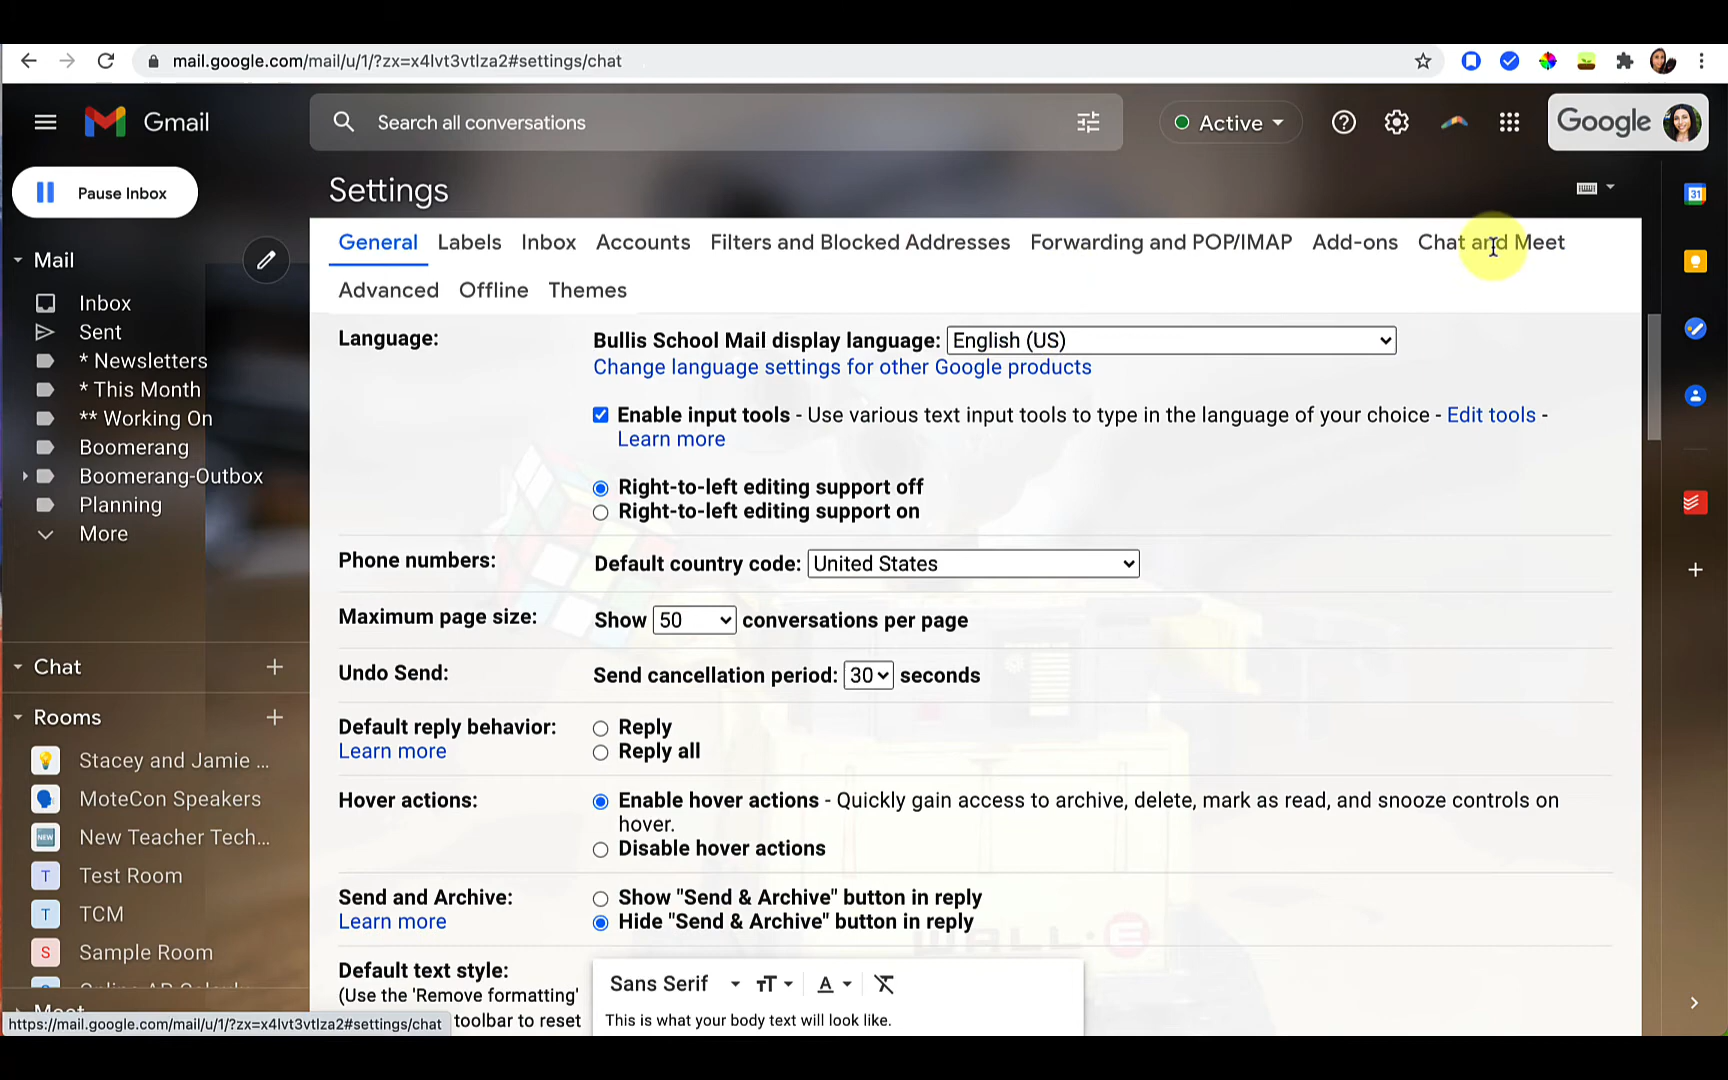 mail.google.com/mail/u/1/?zx=x4lvt3vtlza2#settings/chat
Gmail
Search all conversations
Active
Google
Pause Inbox
Settings
General Labels Inbox Accounts Filters and Blocked Addresses Forwarding and POP/IMAP Add-ons Chat and Meet
Advanced Offline Themes
Mail
Inbox
Sent
* Newsletters
* This Month
** Working On
Boomerang
Boomerang-Outbox
Planning
More
Chat
Rooms
Stacey and Jamie ...
MoteCon Speakers
NEW New Teacher Tech...
T Test Room
T TCM
S Sample Room
https://mail.google.com/mail/u/1/?zx=x4lvt3vtlza2#settings/chat
Language:
Bullis School Mail display language: English (US)
Change language settings for other Google products
Enable input tools - Use various text input tools to type in the language of your choice - Edit tools -
Learn more
Right-to-left editing support off
Right-to-left editing support on
Phone numbers:
Default country code: United States
Maximum page size:
Show 50 conversations per page
Undo Send:
Send cancellation period: 30 seconds
Default reply behavior:
Learn more
Reply
Reply all
Hover actions:
Enable hover actions - Quickly gain access to archive, delete, mark as read, and snooze controls on
hover.
Disable hover actions
Send and Archive:
Learn more
Show "Send & Archive" button in reply
Hide "Send & Archive" button in reply
WALL·E
Default text style:
(Use the 'Remove formatting'
toolbar to reset
Sans Serif
This is what your body text will look like.
31